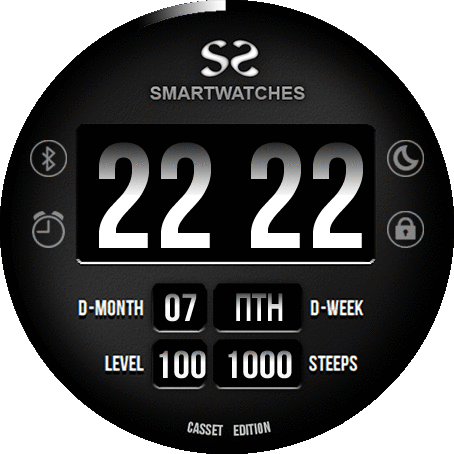 SS
SMARTWATCHES
22 22
D-MONTH 07 ПТН D-WEEK
LEVEL 100 1000 STEEPS
CASSET EDITION